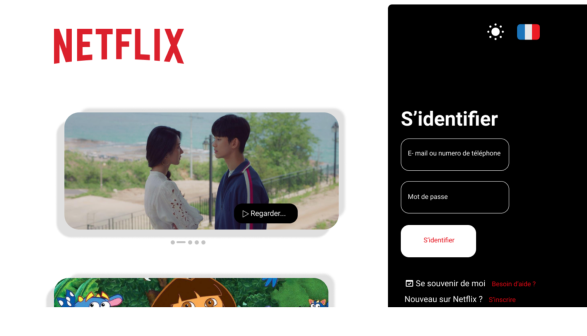 NETFLIX
Regarder...
S’identifier
E- mail ou numero de téléphone
Mot de passe
S'identifier
Se souvenir de moi Besoin d'aide ?
Nouveau sur Netflix ? S'inscrire